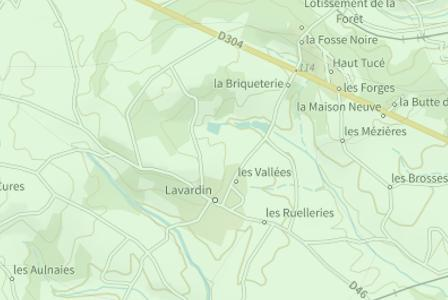 Lotissement de la
Forêt
D304
la Fosse Noire
114
Haut Tucé
la Briqueterie
les Forges
la Maison Neuve
la Butte d
les Mézières
les Vallées
les Brosses
tures
Lavardin
les Ruelleries
les Aulnaies
D46